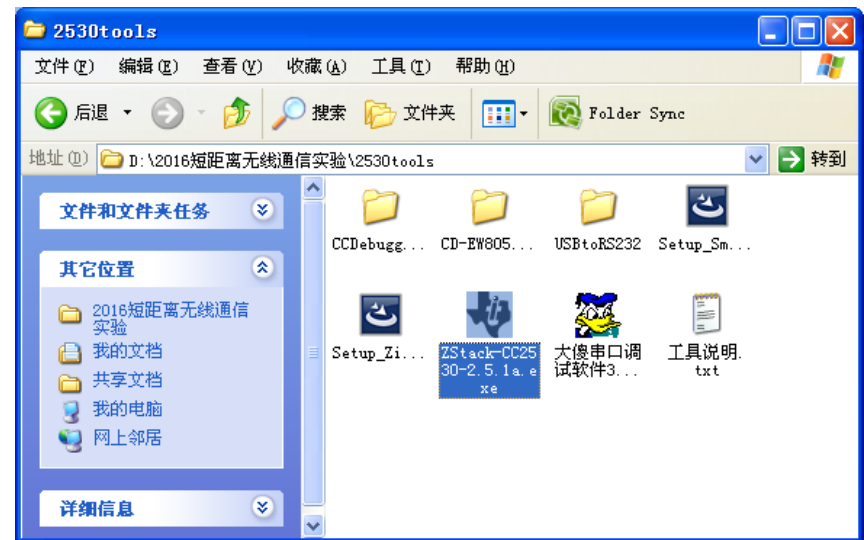 2530tools
文件(F) 编辑(E) 查看(V) 收藏(A) 工具(T) 帮助(H)
后退 搜索 文件夹 Folder Sync
地址(D) D:\2016短距离无线通信实验\2530tools 转到
文件和文件夹任务
其它位置
2016短距离无线通信
实验
我的文档
共享文档
我的电脑
网上邻居
详细信息
CCDebugg... CD-EW805... USBtoRS232 Setup_Sm...
Setup_Zi...
ZStack-CC25
30-2.5.1a.e
xe
大傻串口调
试软件3...
工具说明.
txt